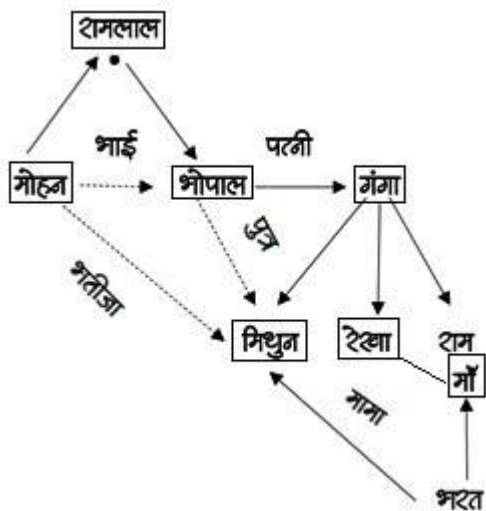 रामलाल
भाई
पत्नी
मोहन
भोपाल
गंगा
पुत्र
भतीजा
मिथुन
रेखा
राम
माँ
मामा
भरत